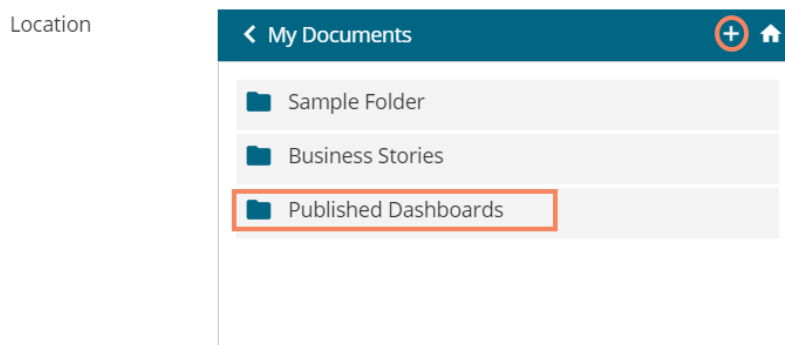 Location
My Documents
Sample Folder
Business Stories
Published Dashboards